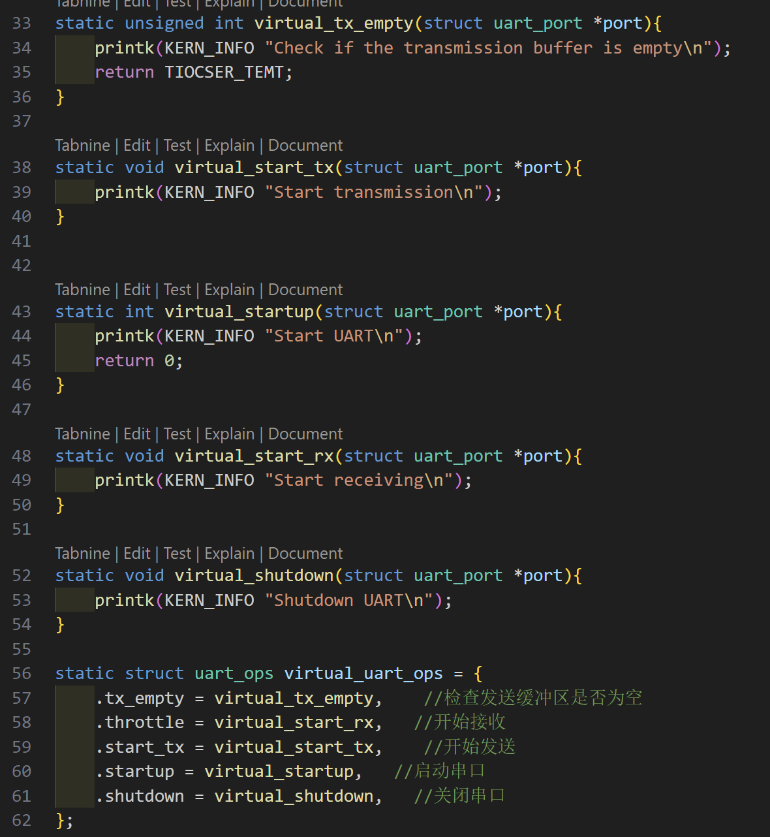 Tabnine | Edit | Test | Explain | Document
33 static unsigned int virtual_tx_empty(struct uart_port *port){
34     printk(KERN_INFO "Check if the transmission buffer is empty\n");
35     return TIOCSER_TEMT;
36 }
37
Tabnine | Edit | Test | Explain | Document
38 static void virtual_start_tx(struct uart_port *port){
39     printk(KERN_INFO "Start transmission\n");
40 }
41
42
Tabnine | Edit | Test | Explain | Document
43 static int virtual_startup(struct uart_port *port){
44     printk(KERN_INFO "Start UART\n");
45     return 0;
46 }
47
Tabnine | Edit | Test | Explain | Document
48 static void virtual_start_rx(struct uart_port *port){
49     printk(KERN_INFO "Start receiving\n");
50 }
51
Tabnine | Edit | Test | Explain | Document
52 static void virtual_shutdown(struct uart_port *port){
53     printk(KERN_INFO "Shutdown UART\n");
54 }
55
56 static struct uart_ops virtual_uart_ops = {
57     .tx_empty = virtual_tx_empty,    //检查发送缓冲区是否为空
58     .throttle = virtual_start_rx,   //开始接收
59     .start_tx = virtual_start_tx,    //开始发送
60     .startup = virtual_startup,   //启动串口
61     .shutdown = virtual_shutdown,   //关闭串口
62 };